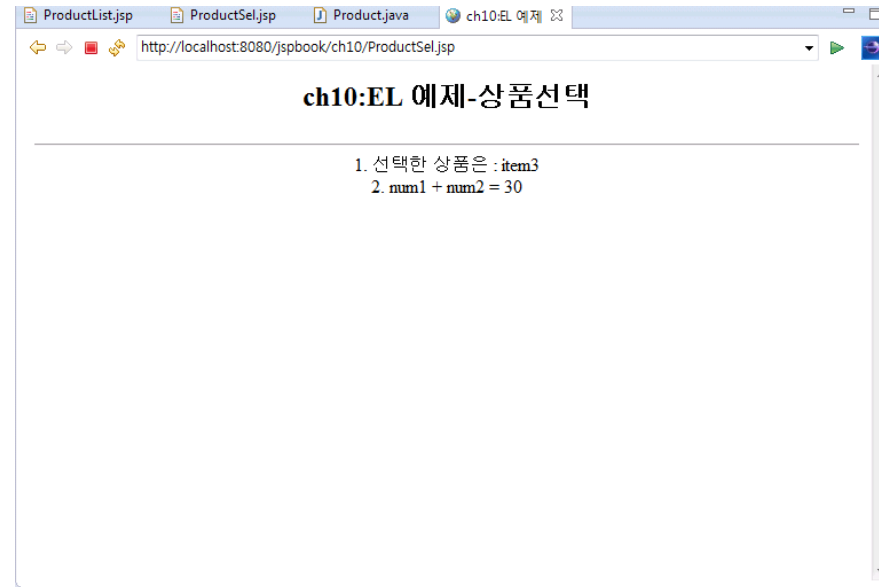 ProductList.jsp ProductSel.jsp Product.java ch10:EL 예제
http://localhost:8080/jspbook/ch10/ProductSel.jsp
ch10:EL 예제-상품선택
1. 선택한 상품은 : item3
2. num1 + num2 = 30